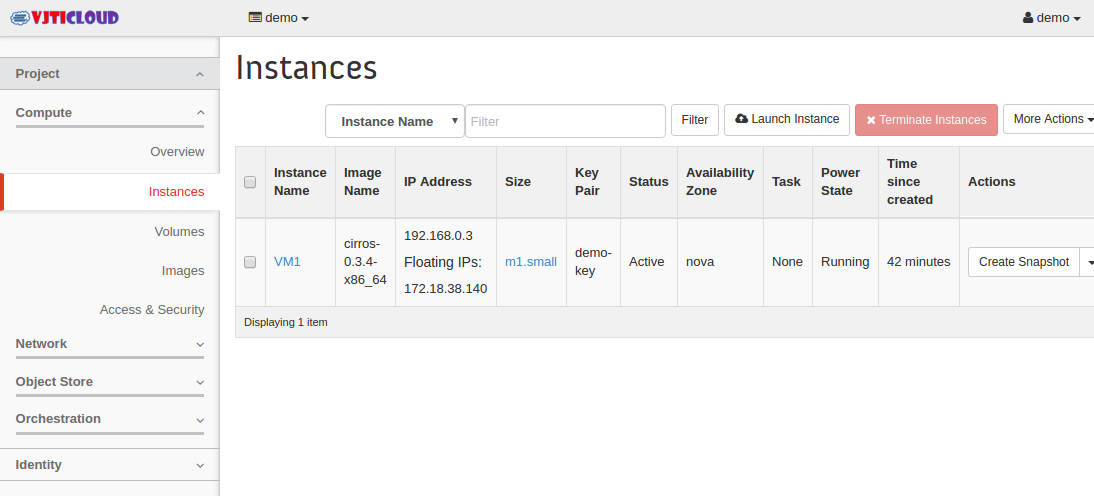 VJTICLOUD demo demo
Project
Compute
Overview
Instances
Volumes
Images
Access & Security
Network
Object Store
Orchestration
Identity
Instances
Instance Name Filter Filter Launch Instance Terminate Instances More Actions
Instance Name Image Name IP Address Size Key Pair Status Availability Zone Task Power State Time since created Actions
VM1 cirros-0.3.4-x86_64 192.168.0.3 Floating IPs: 172.18.38.140 m1.small demo-key Active nova None Running 42 minutes Create Snapshot
Displaying 1 item